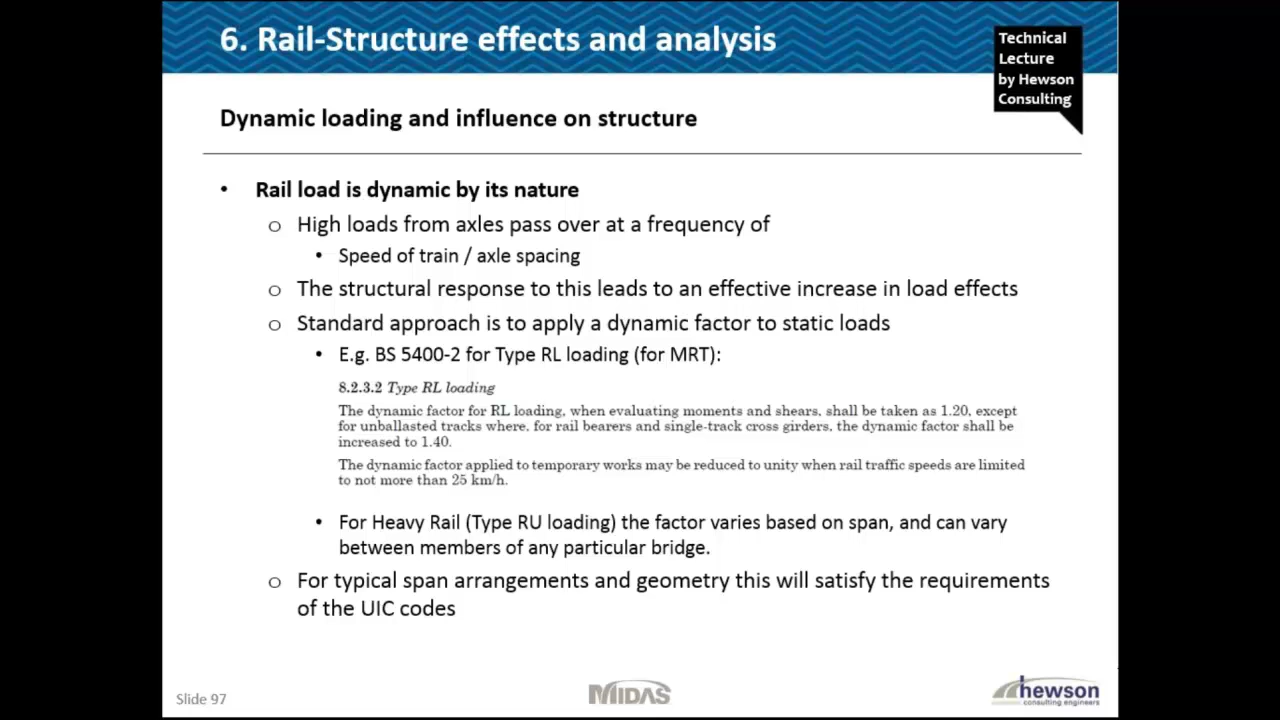 6. Rail-Structure effects and analysis
Technical
Lecture
by Hewson
Consulting
Dynamic loading and influence on structure
• Rail load is dynamic by its nature
o High loads from axles pass over at a frequency of
• Speed of train / axle spacing
o The structural response to this leads to an effective increase in load effects
o Standard approach is to apply a dynamic factor to static loads
• E.g. BS 5400-2 for Type RL loading (for MRT):
8.2.3.2 Type RL loading
The dynamic factor for RL loading, when evaluating moments and shears, shall be taken as 1.20, except
for unballasted tracks where, for rail bearers and single-track cross girders, the dynamic factor shall be
increased to 1.40.
The dynamic factor applied to temporary works may be reduced to unity when rail traffic speeds are limited
to not more than 25 km/h.
• For Heavy Rail (Type RU loading) the factor varies based on span, and can vary
between members of any particular bridge.
o For typical span arrangements and geometry this will satisfy the requirements
of the UIC codes
Slide 97
MIDAS
hewson
consulting engineers